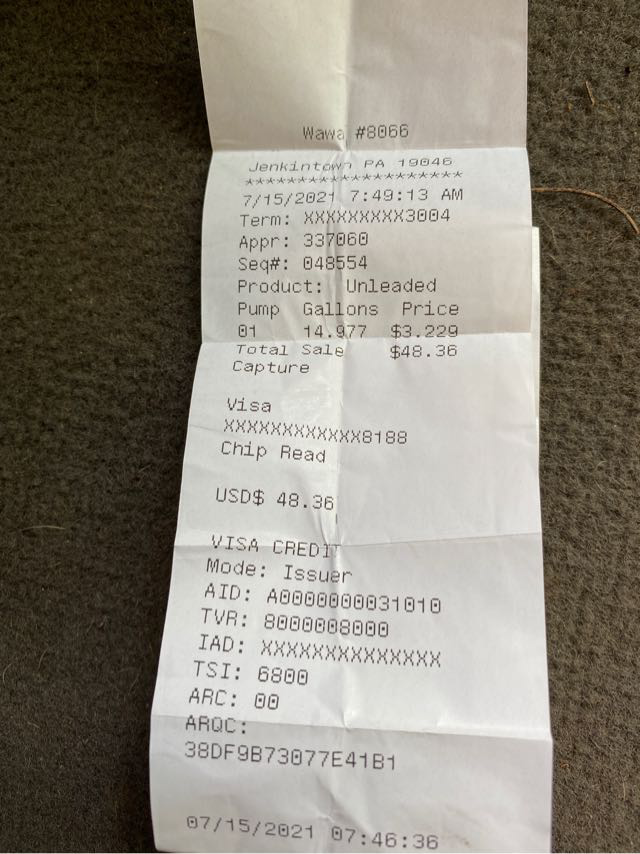 Wawa #8066
Jenkintown PA 19046
********************
7/15/2021 7:49:13 AM
Term: XXXXXXXXX3004
Appr: 337060
Seq#: 048554
Product: Unleaded
Pump Gallons Price
01 14.977 $3.229
Total Sale $48.36
Capture
Visa
XXXXXXXXXXXX8188
Chip Read
USD$ 48.36
VISA CREDIT
Mode: Issuer
AID: A0000000031010
TVR: 8000008000
IAD: XXXXXXXXXXXXXX
TSI: 6800
ARC: 00
ARQC:
38DF9B73077E41B1
07/15/2021 07:46:36